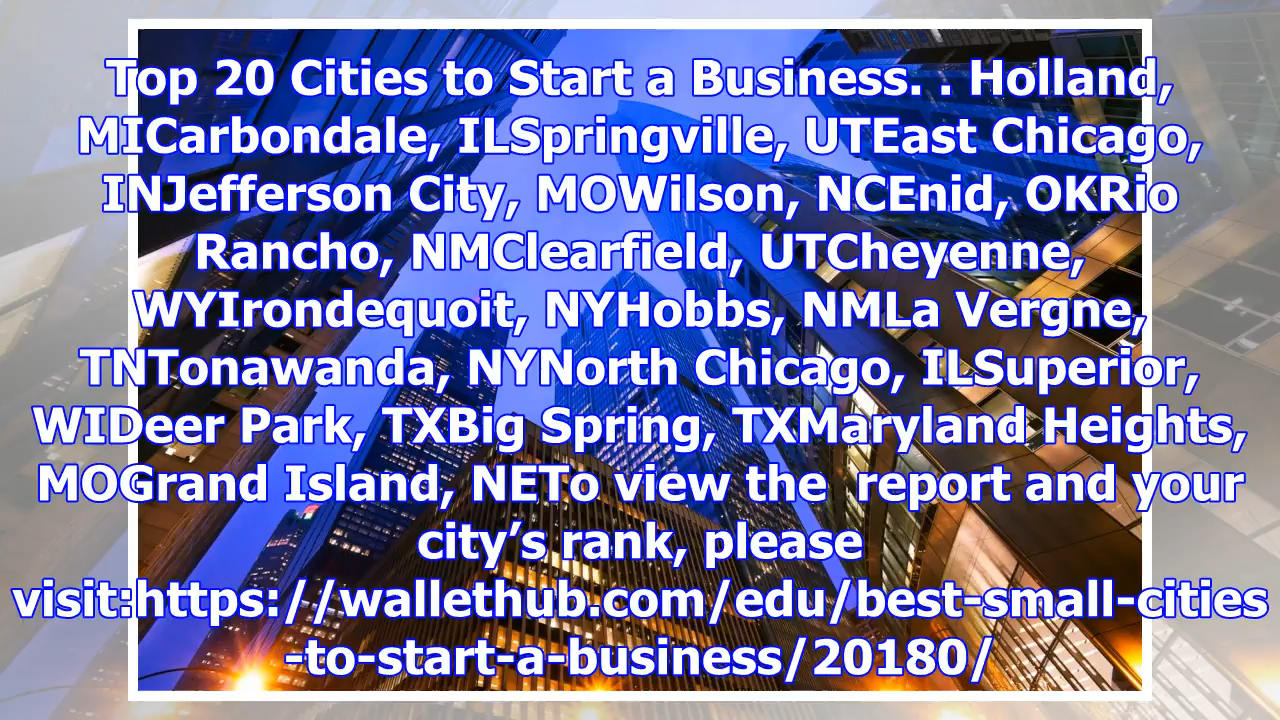 Top 20 Cities to Start a Business. . Holland,
MICarbondale, ILSpringville, UTEast Chicago,
INJefferson City, MOWilson, NCEnid, OKRio
Rancho, NMClearfield, UTCheyenne,
WYIrondequoit, NYHobbs, NMLa Vergne,
TNTonawanda, NYNorth Chicago, ILSuperior,
WIDeer Park, TXBig Spring, TXMaryland Heights,
MOGrand Island, NETo view the  report and your
city’s rank, please
visit:https://wallethub.com/edu/best-small-cities
-to-start-a-business/20180/